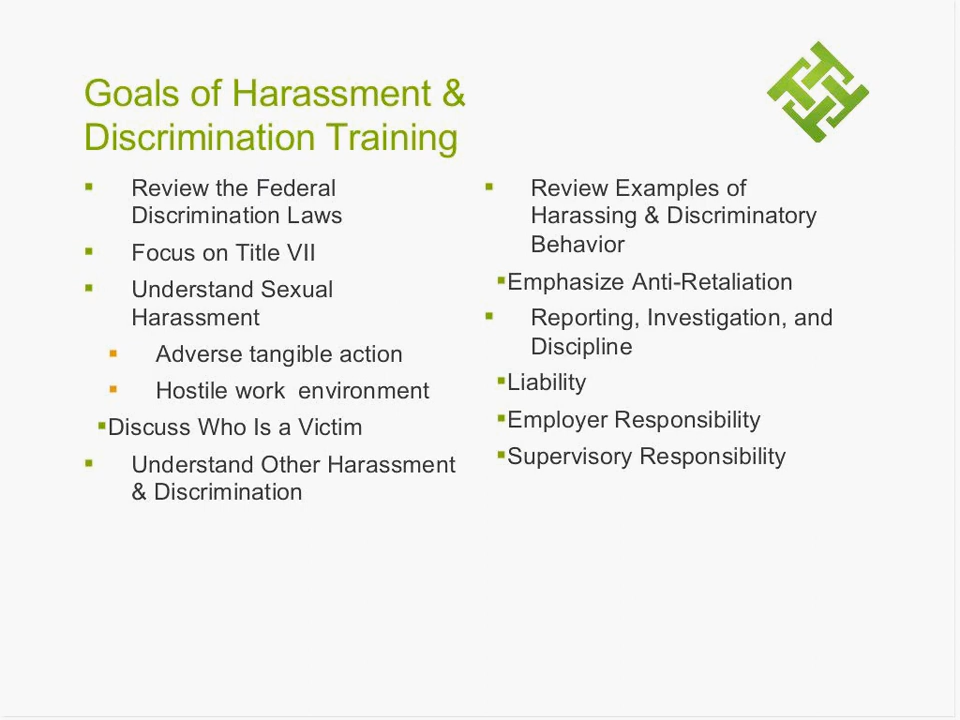 Goals of Harassment &
Discrimination Training
▪ Review the Federal
Discrimination Laws
▪ Focus on Title VII
▪ Understand Sexual
Harassment
▪ Adverse tangible action
▪ Hostile work  environment
▪Discuss Who Is a Victim
▪ Understand Other Harassment
& Discrimination
▪ Review Examples of
Harassing & Discriminatory
Behavior
▪Emphasize Anti-Retaliation
▪ Reporting, Investigation, and
Discipline
▪Liability
▪Employer Responsibility
▪Supervisory Responsibility